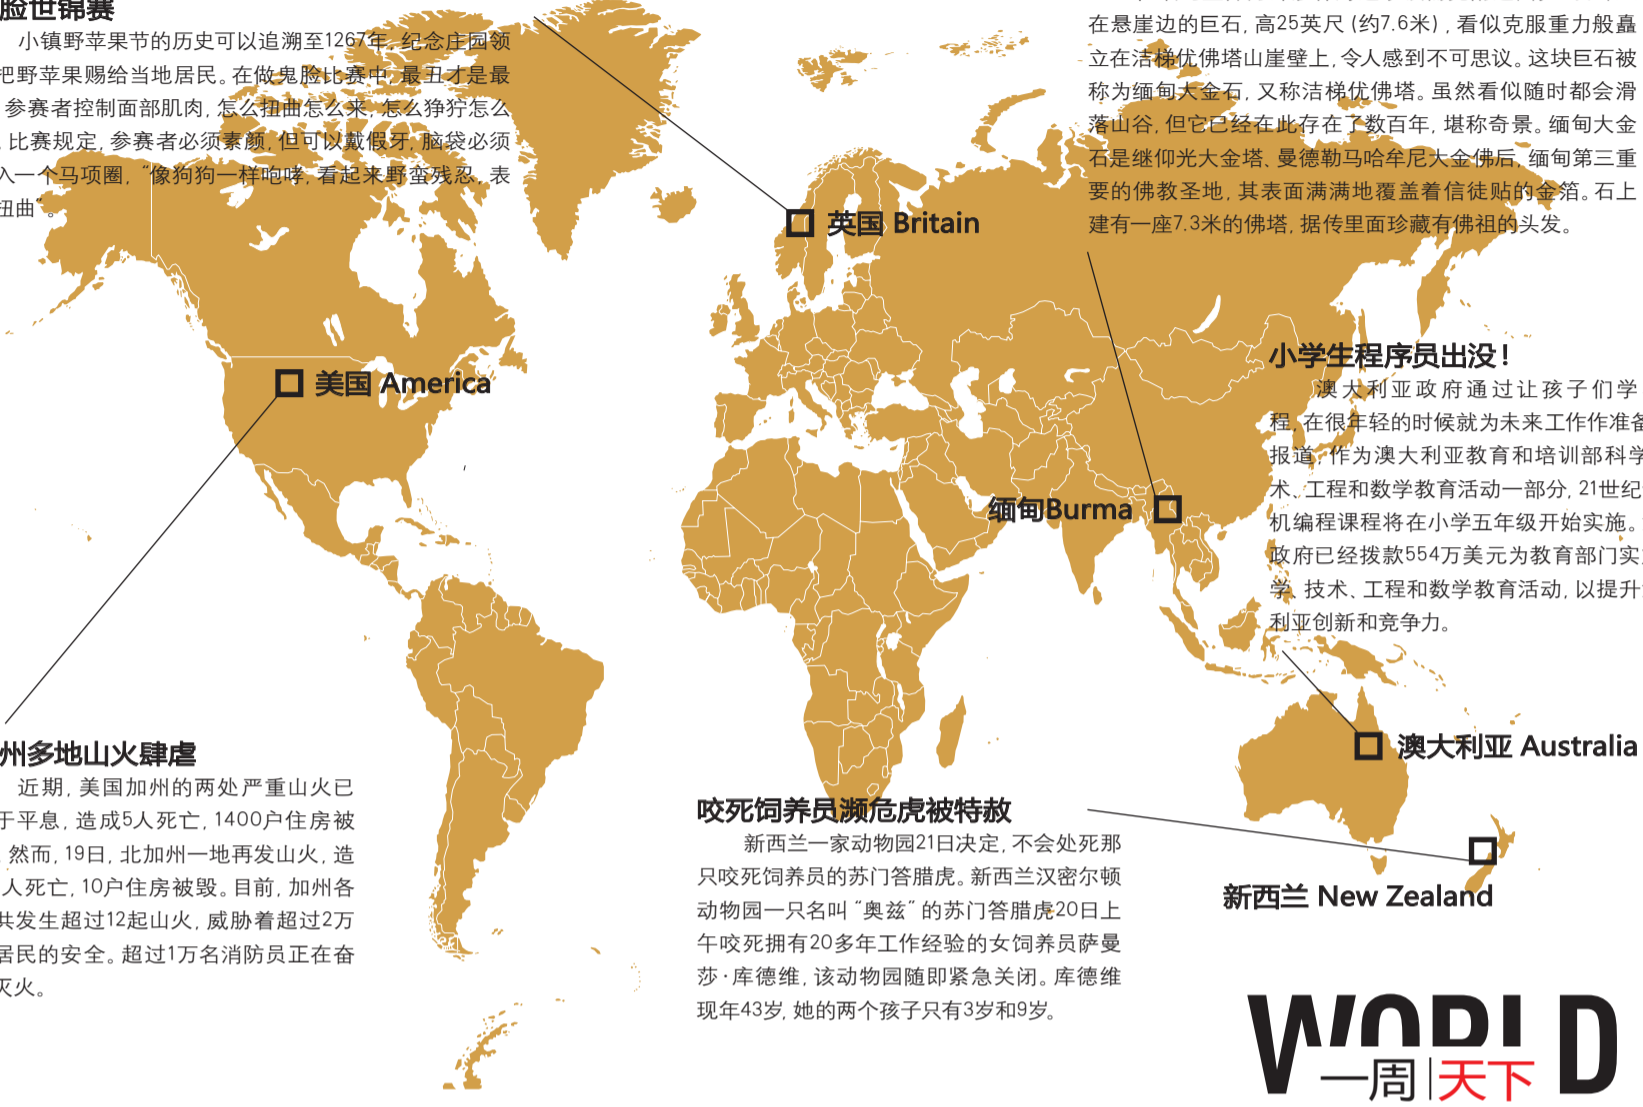 脸世锦赛
小镇野苹果节的历史可以追溯至1267年，纪念庄园领
把野苹果赐给当地居民。在做鬼脸比赛中，最丑才是最
参赛者控制面部肌肉，怎么扭曲怎么来，怎么狰狞怎么
比赛规定，参赛者必须素颜，但可以戴假牙，脑袋必须
入一个马项圈，“像狗狗一样咆哮，看起来野蛮残忍，表
扭曲”。
英国 Britain
在悬崖边的巨石，高25英尺（约7.6米），看似克服重力般矗
立在洁梯优佛塔山崖壁上，令人感到不可思议。这块巨石被
称为缅甸大金石，又称洁梯优佛塔。虽然看似随时都会滑
落山谷，但它已经在此存在了数百年，堪称奇景。缅甸大金
石是继仰光大金塔、曼德勒马哈牟尼大金佛后，缅甸第三重
要的佛教圣地，其表面满满地覆盖着信徒贴的金箔。石上
建有一座7.3米的佛塔，据传里面珍藏有佛祖的头发。
缅甸Burma
美国 America
小学生程序员出没！
澳大利亚政府通过让孩子们学
程，在很年轻的时候就为未来工作作准备
报道，作为澳大利亚教育和培训部科学
术、工程和数学教育活动一部分，21世纪
机编程课程将在小学五年级开始实施。
政府已经拨款554万美元为教育部门实
学、技术、工程和数学教育活动，以提升
利亚创新和竞争力。
澳大利亚 Australia
州多地山火肆虐
近期，美国加州的两处严重山火已
于平息，造成5人死亡，1400户住房被
然而，19日，北加州一地再发山火，造
人死亡，10户住房被毁。目前，加州各
共发生超过12起山火，威胁着超过2万
居民的安全。超过1万名消防员正在奋
灭火。
咬死饲养员濒危虎被特赦
新西兰一家动物园21日决定，不会处死那
只咬死饲养员的苏门答腊虎。新西兰汉密尔顿
动物园一只名叫“奥兹”的苏门答腊虎20日上
午咬死拥有20多年工作经验的女饲养员萨曼
莎·库德维，该动物园随即紧急关闭。库德维
现年43岁，她的两个孩子只有3岁和9岁。
新西兰 New Zealand
WORLD
一周|天下